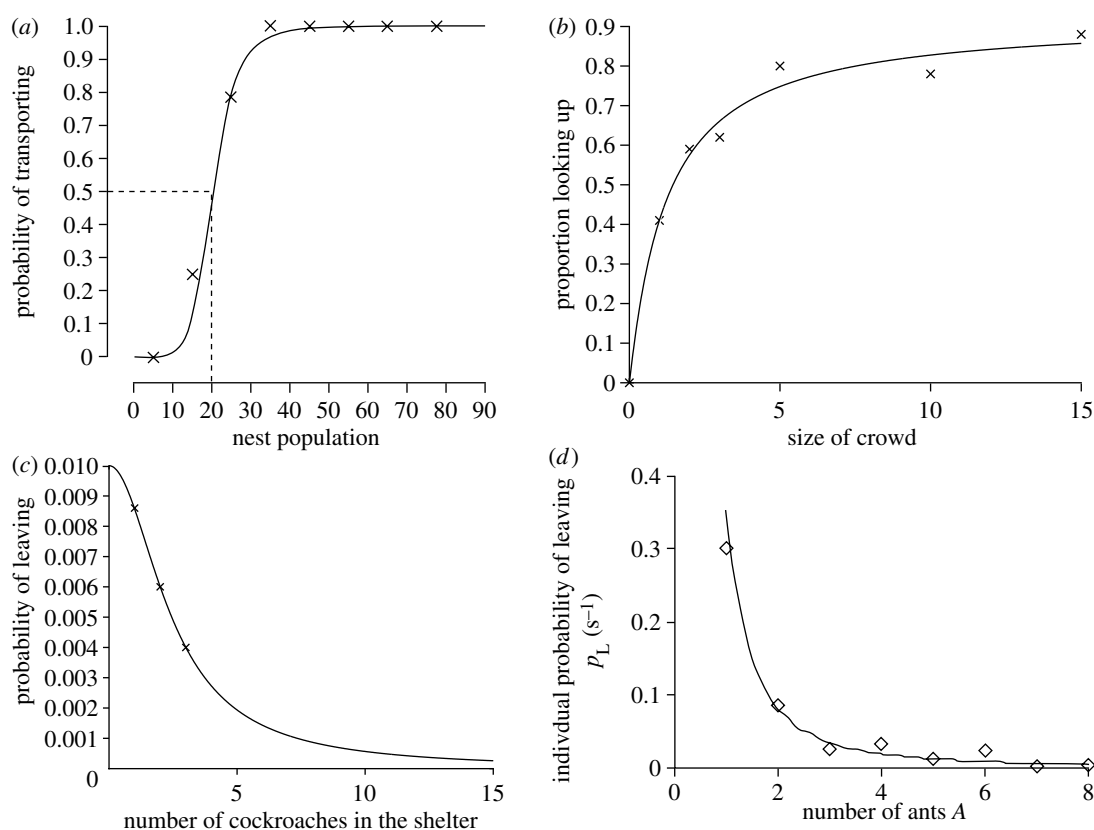 (a)
probability of transporting
1.0
0.9
0.8
0.7
0.6
0.5
0.4
0.3
0.2
0.1
0
0 10 20 30 40 50 60 70 80 90
nest population
(b)
proportion looking up
0.9
0.8
0.7
0.6
0.5
0.4
0.3
0.2
0.1
0
0 5 10 15
size of crowd
(c)
probability of leaving
0.010
0.009
0.008
0.007
0.006
0.005
0.004
0.003
0.002
0.001
0
5 10 15
number of cockroaches in the shelter
(d)
indivdual probability of leaving
p_L (s⁻¹)
0.4
0.3
0.2
0.1
0
0 2 4 6 8
number of ants A